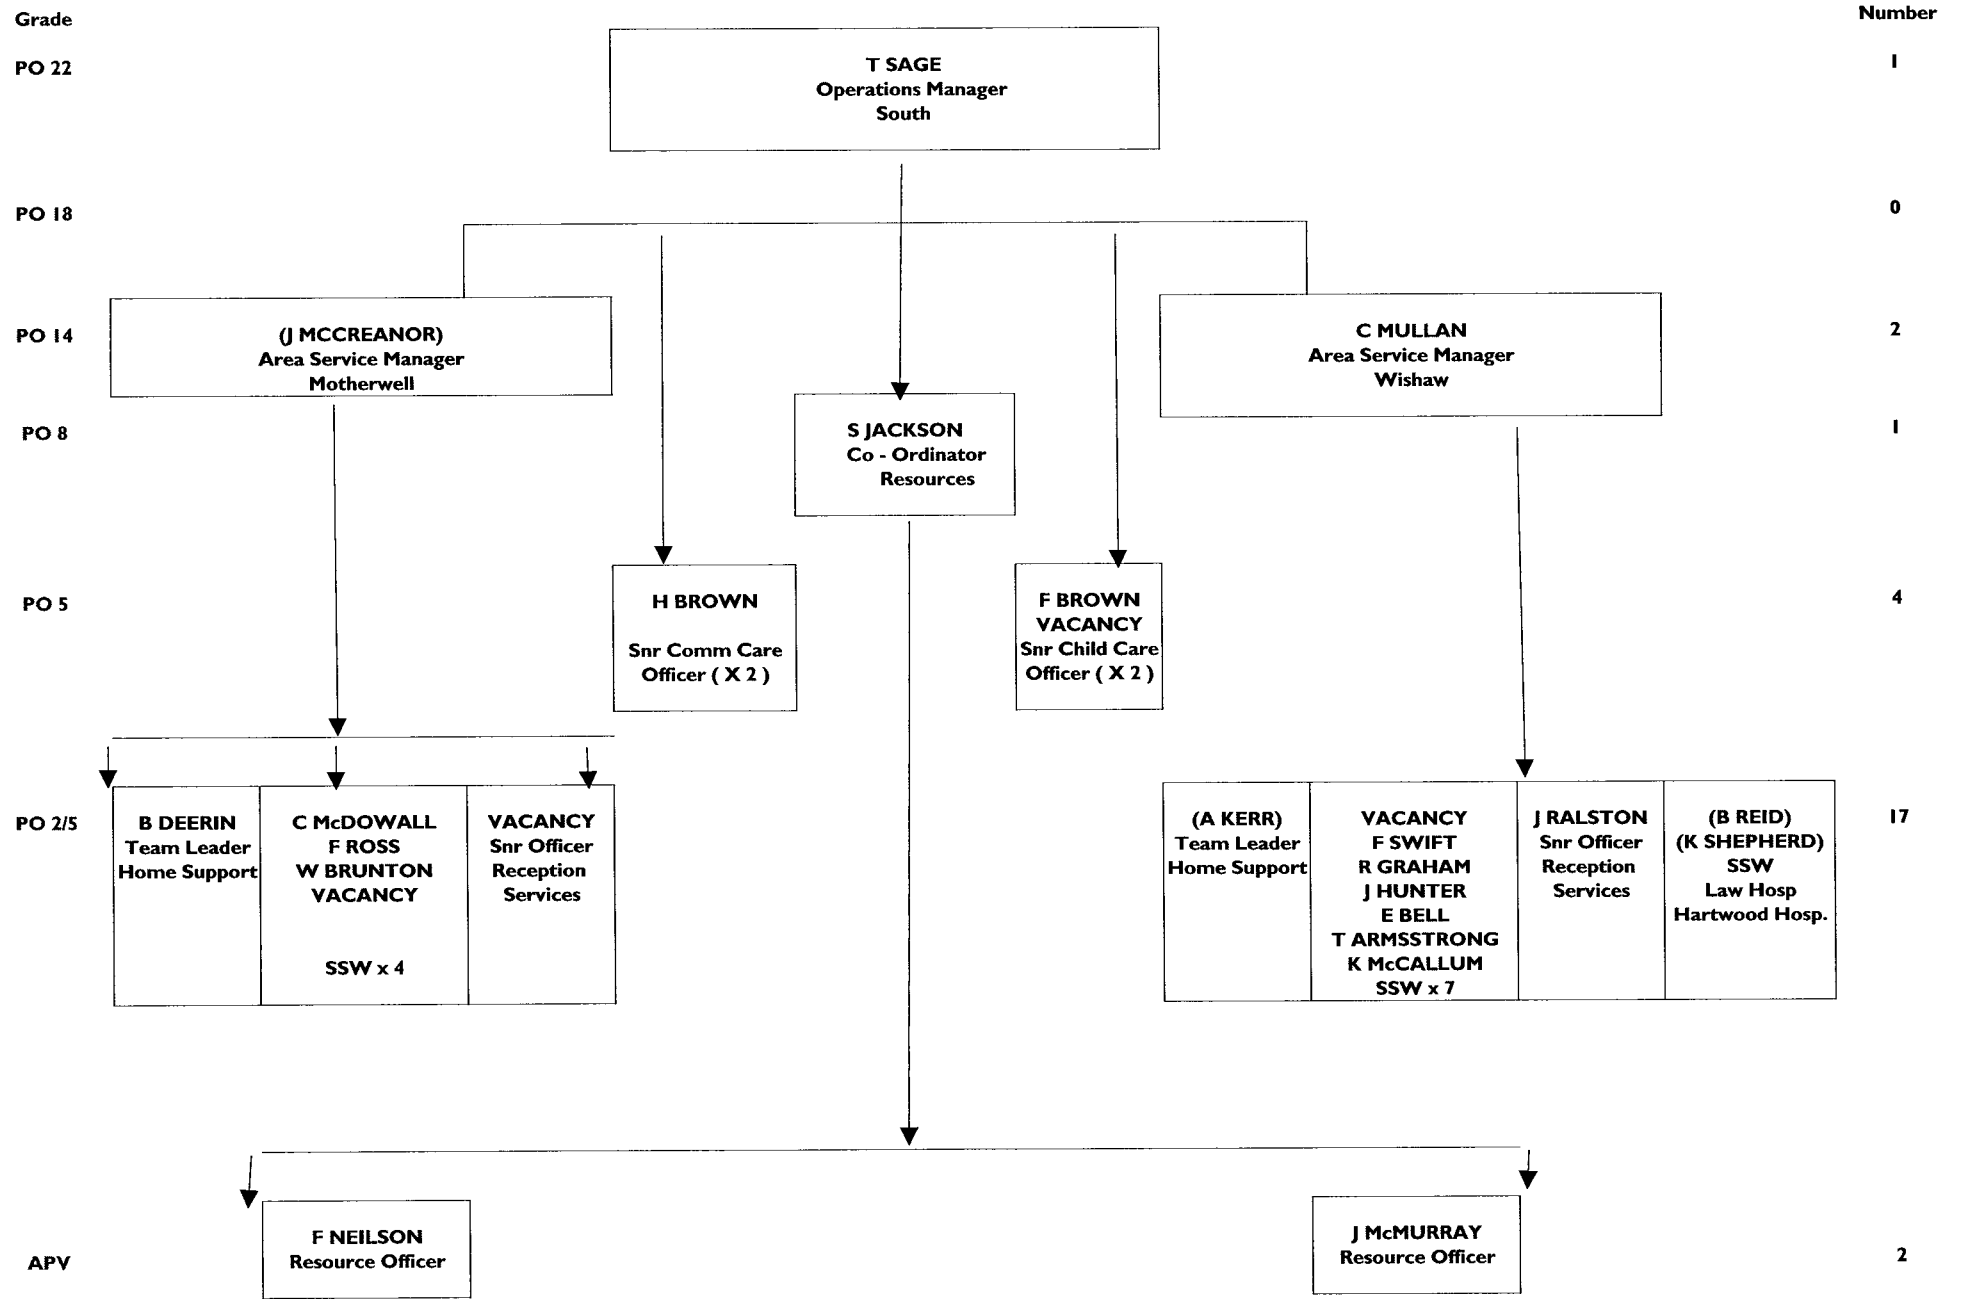 Grade
Number
PO 22
T SAGE
Operations Manager
South
1
PO 18
0
PO 14
(J MCCREANOR)
Area Service Manager
Motherwell
C MULLAN
Area Service Manager
Wishaw
2
PO 8
S JACKSON
Co - Ordinator
Resources
1
PO 5
H BROWN
Snr Comm Care
Officer ( X 2 )
F BROWN
VACANCY
Snr Child Care
Officer ( X 2 )
4
PO 2/5
B DEERIN
Team Leader
Home Support
C McDOWALL
F ROSS
W BRUNTON
VACANCY
SSW x 4
VACANCY
Snr Officer
Reception
Services
(A KERR)
Team Leader
Home Support
VACANCY
F SWIFT
R GRAHAM
J HUNTER
E BELL
T ARMSSTRONG
K McCALLUM
SSW x 7
J RALSTON
Snr Officer
Reception
Services
(B REID)
(K SHEPHERD)
SSW
Law Hosp
Hartwood Hosp.
17
APV
F NEILSON
Resource Officer
J McMURRAY
Resource Officer
2